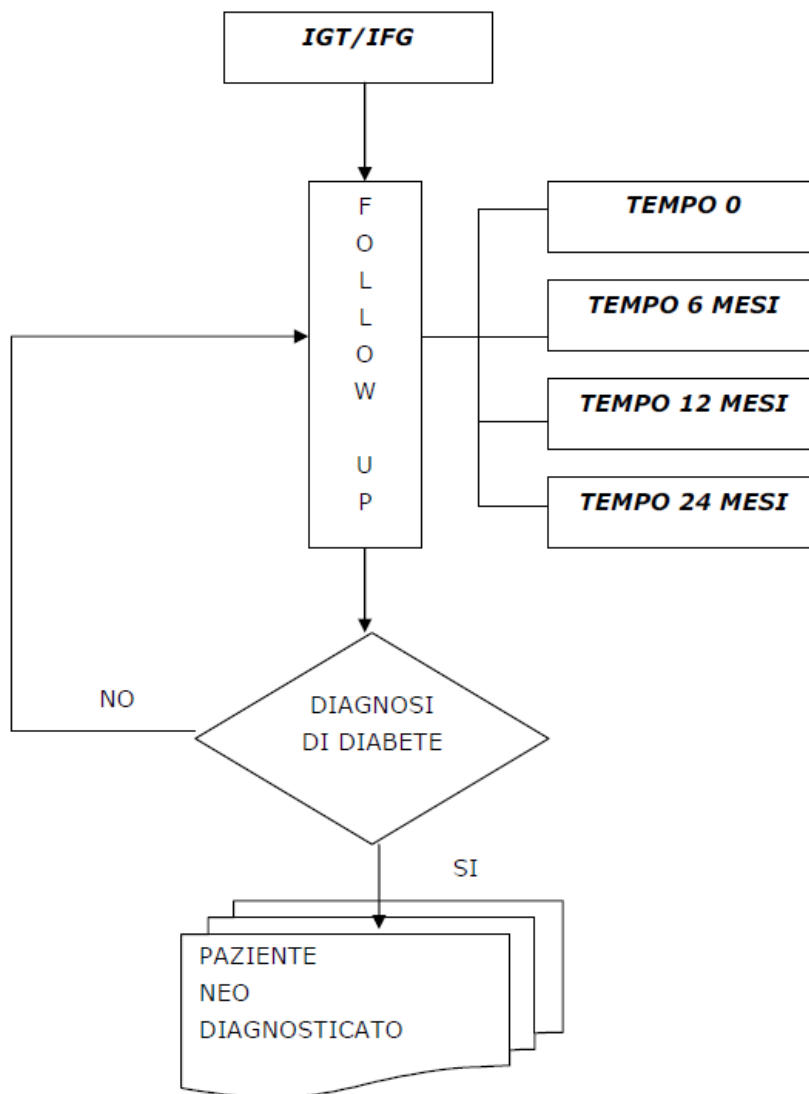 IGT/IFG
F
O
L
L
O
W
U
P
TEMPO 0
TEMPO 6 MESI
TEMPO 12 MESI
TEMPO 24 MESI
NO
DIAGNOSI
DI DIABETE
SI
PAZIENTE
NEO
DIAGNOSTICATO